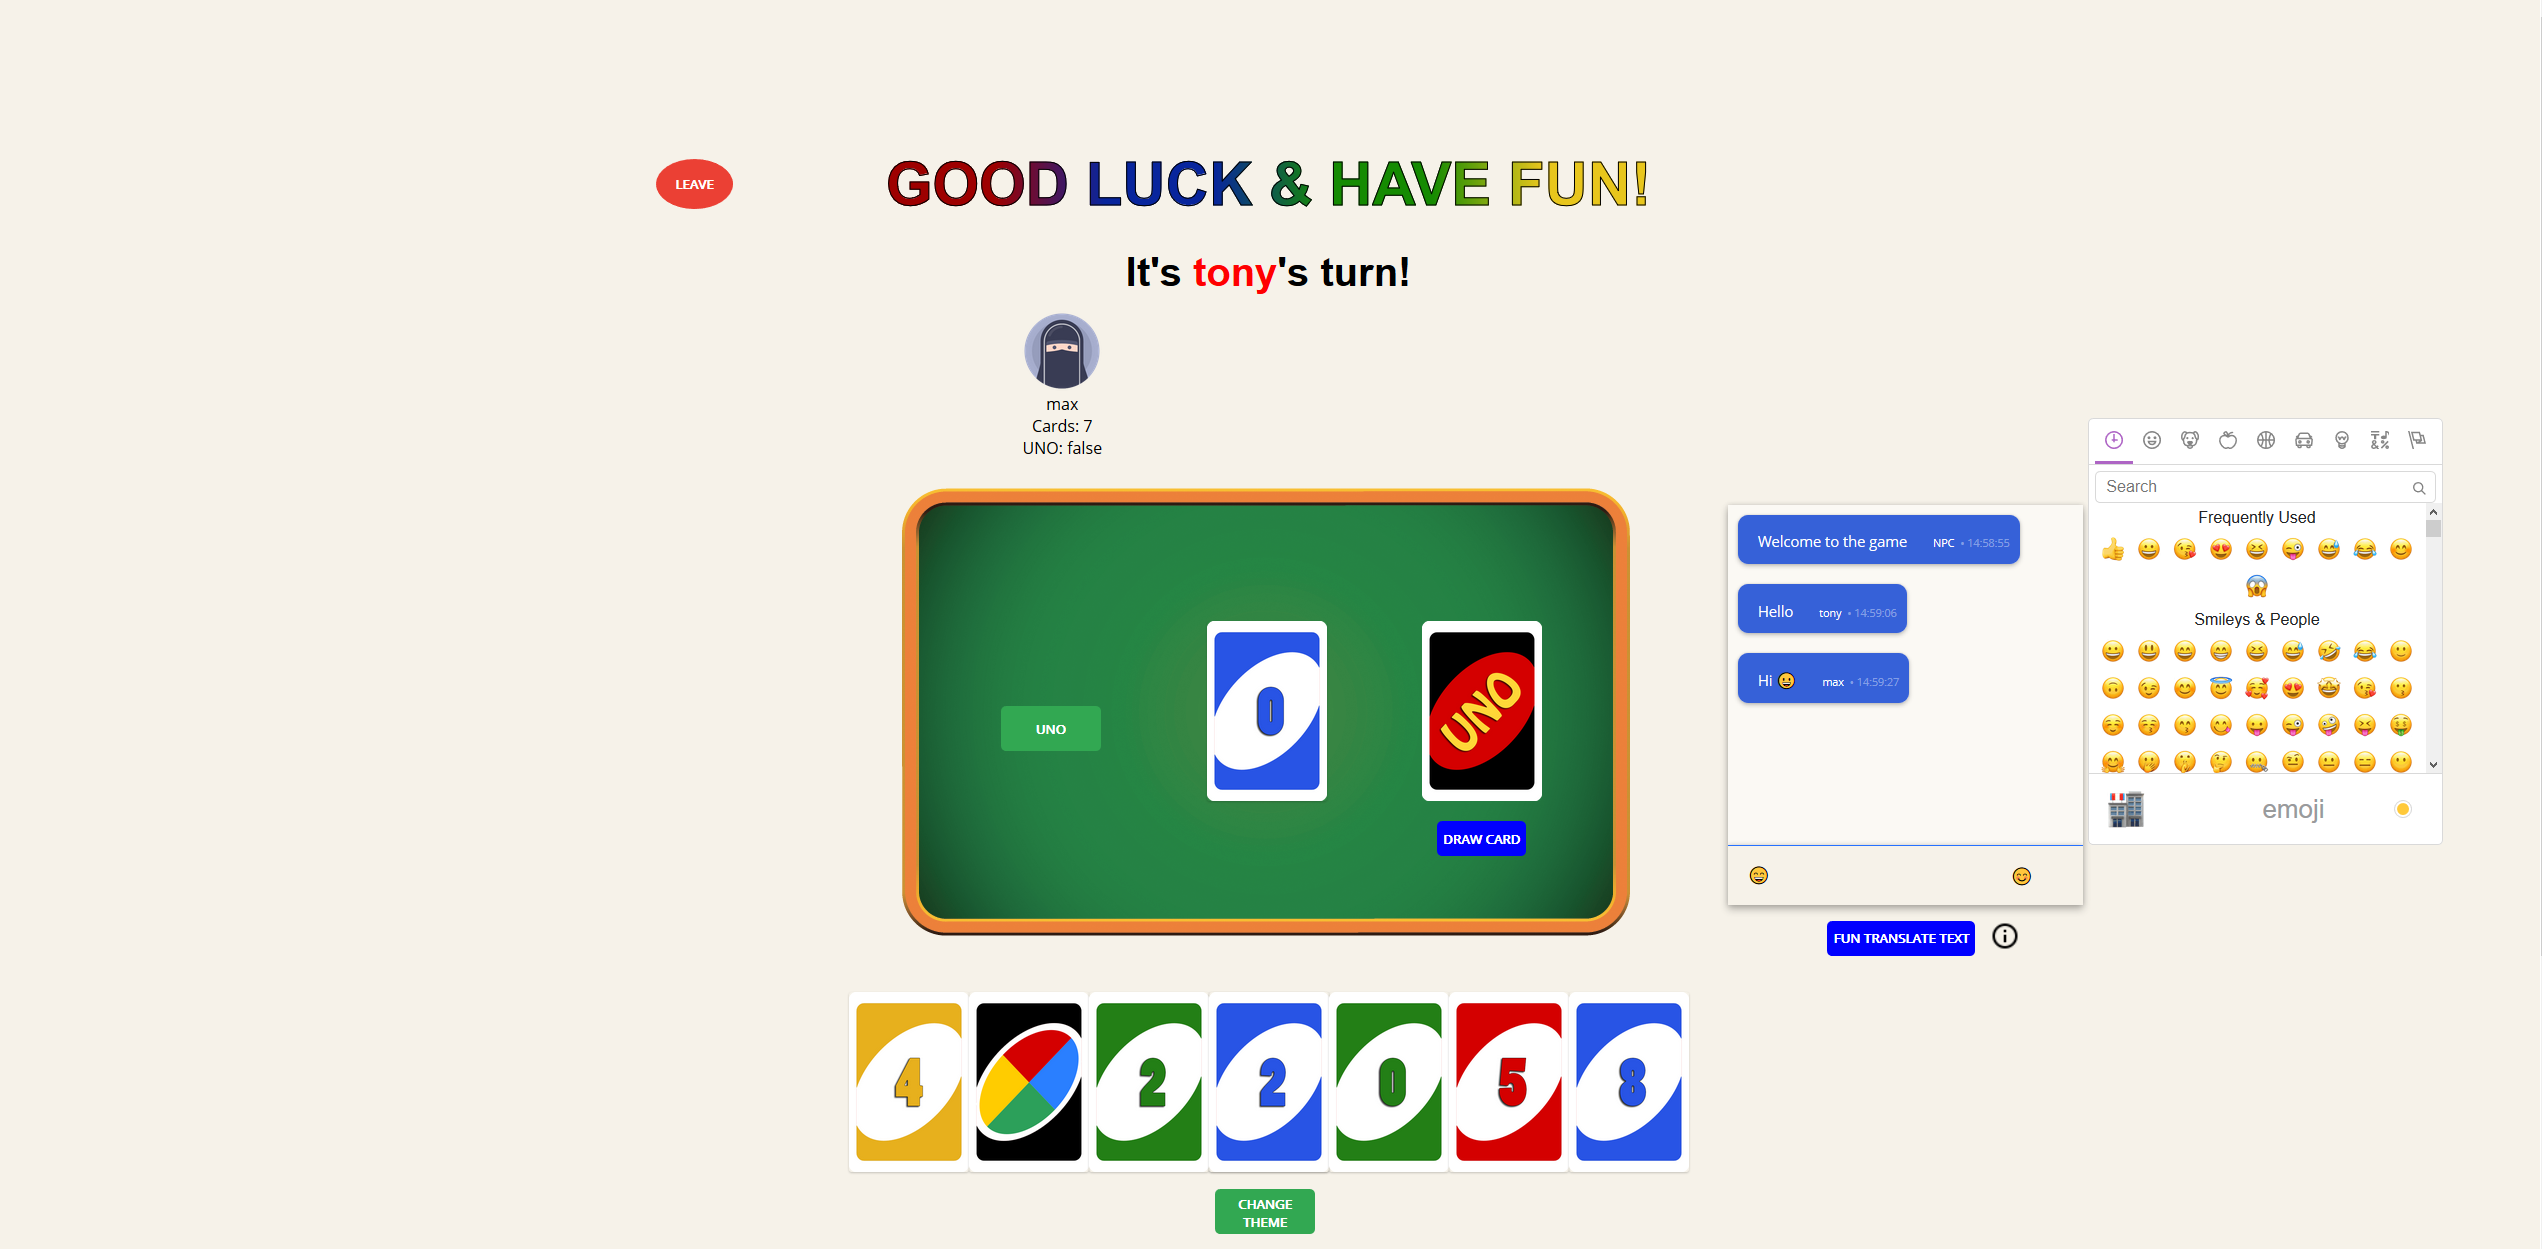 LEAVE
GOOD LUCK & HAVE FUN!
It's tony's turn!
max
Cards: 7
UNO: false
UNO
0
UNO
DRAW CARD
Welcome to the game NPC • 14:58:55
Hello tony • 14:59:06
Hi 😀 max • 14:59:27
FUN TRANSLATE TEXT
Search
Frequently Used
Smileys & People
emoji
4
2
2
0
5
8
CHANGE
THEME